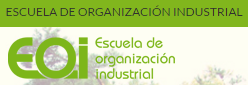 ESCUELA DE ORGANIZACIÓN INDUSTRIAL
EOi Escuela de
organización
industrial